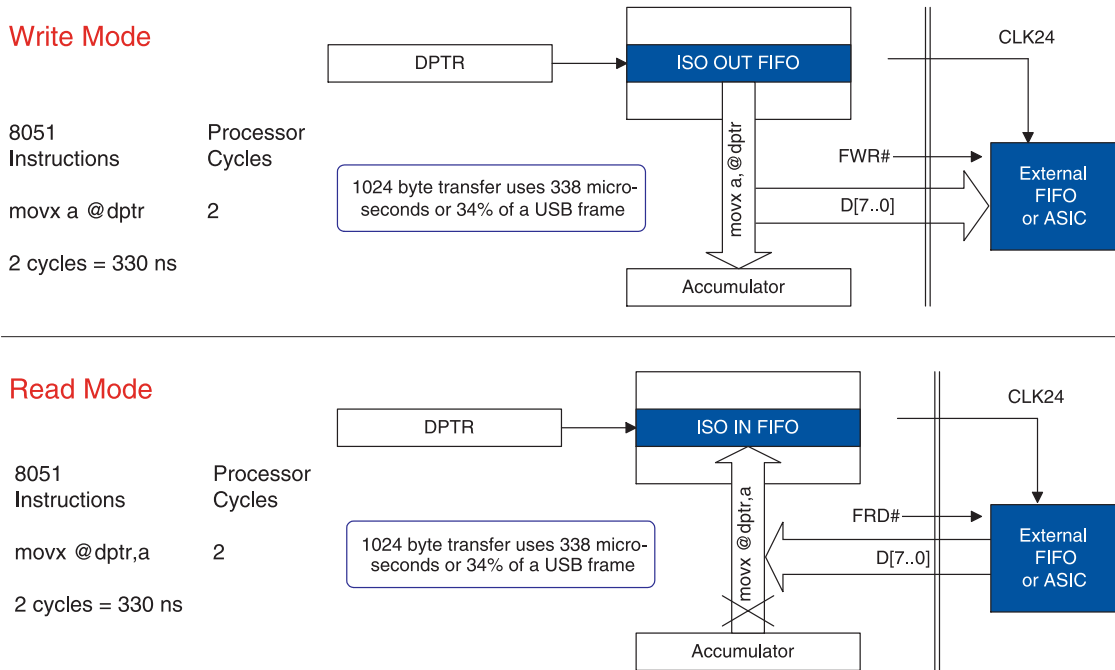 Write Mode
DPTR
ISO OUT FIFO
CLK24
8051
Instructions
Processor
Cycles
movx a @dptr
2
2 cycles = 330 ns
1024 byte transfer uses 338 micro-
seconds or 34% of a USB frame
movx a, @dptr
FWR#
D[7..0]
External
FIFO
or ASIC
Accumulator
Read Mode
DPTR
ISO IN FIFO
CLK24
8051
Instructions
Processor
Cycles
movx @dptr,a
2
2 cycles = 330 ns
1024 byte transfer uses 338 micro-
seconds or 34% of a USB frame
movx @dptr,a
FRD#
D[7..0]
External
FIFO
or ASIC
Accumulator